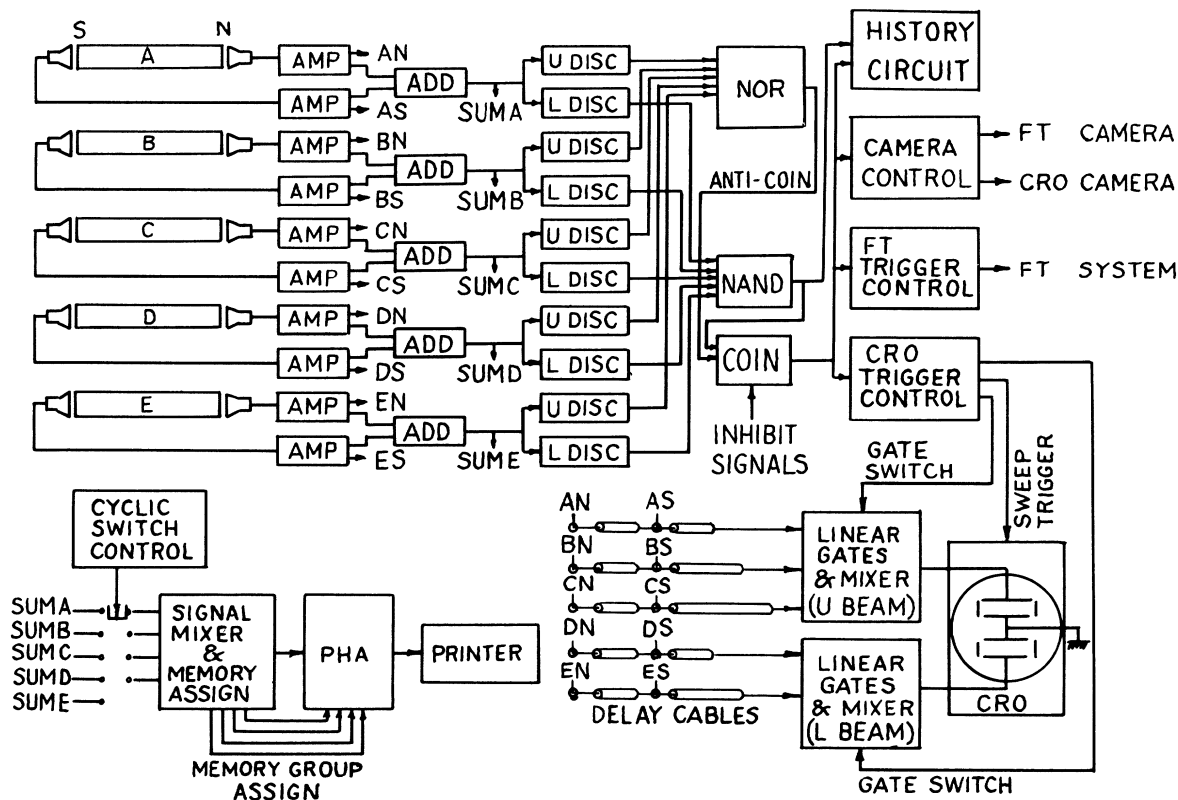 S
N
A
AMP
AN
AMP
AS
ADD
SUMA
U DISC
L DISC
B
AMP
BN
AMP
BS
ADD
SUMB
U DISC
L DISC
C
AMP
CN
AMP
CS
ADD
SUMC
U DISC
L DISC
D
AMP
DN
AMP
DS
ADD
SUMD
U DISC
L DISC
E
AMP
EN
AMP
ES
ADD
SUME
U DISC
L DISC
NOR
ANTI-COIN
NAND
COIN
INHIBIT
SIGNALS
HISTORY
CIRCUIT
CAMERA
CONTROL
FT CAMERA
CRO CAMERA
FT
TRIGGER
CONTROL
FT SYSTEM
CRO
TRIGGER
CONTROL
GATE
SWITCH
SWEEP
TRIGGER
CYCLIC
SWITCH
CONTROL
SUMA
SUMB
SUMC
SUMD
SUME
SIGNAL
MIXER
&
MEMORY
ASSIGN
PHA
PRINTER
MEMORY GROUP
ASSIGN
AN
AS
BN
BS
CN
CS
DN
DS
EN
ES
DELAY CABLES
LINEAR
GATES
& MIXER
(U BEAM)
LINEAR
GATES
& MIXER
(L BEAM)
CRO
GATE SWITCH